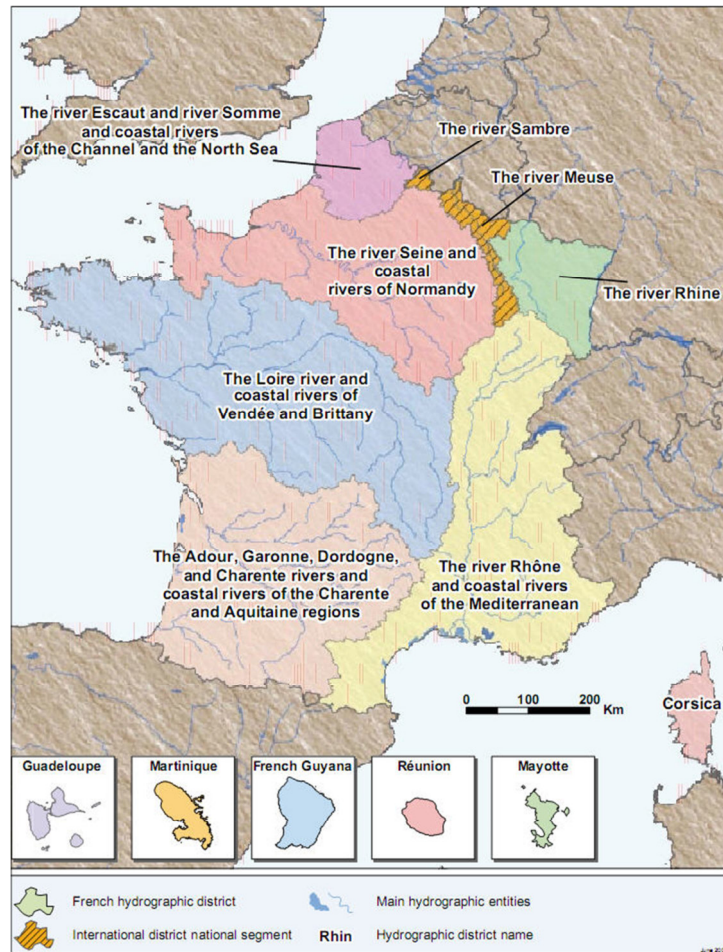 The river Escaut and river Somme
and coastal rivers
of the Channel and the North Sea
The river Sambre
The river Meuse
The river Seine and
coastal
rivers of Normandy
The river Rhine
The Loire river and
coastal rivers of
Vendée and Brittany
The Adour, Garonne, Dordogne,
and Charente rivers and
coastal rivers of the Charente
and Aquitaine regions
The river Rhône
and coastal rivers
of the Mediterranean
0 100 200
Km
Corsica
Guadeloupe
Martinique
French Guyana
Réunion
Mayotte
French hydrographic district
Main hydrographic entities
International district national segment
Rhin Hydrographic district name